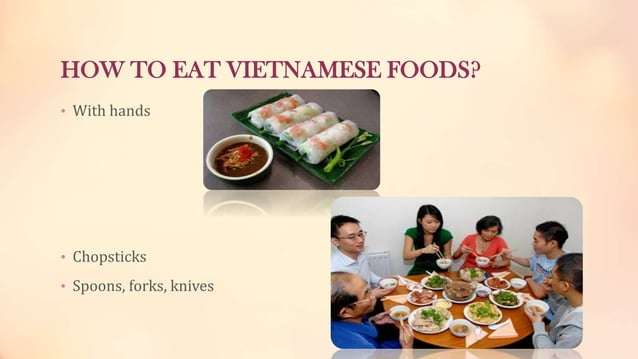 HOW TO EAT VIETNAMESE FOODS?
• With hands
• Chopsticks
• Spoons, forks, knives